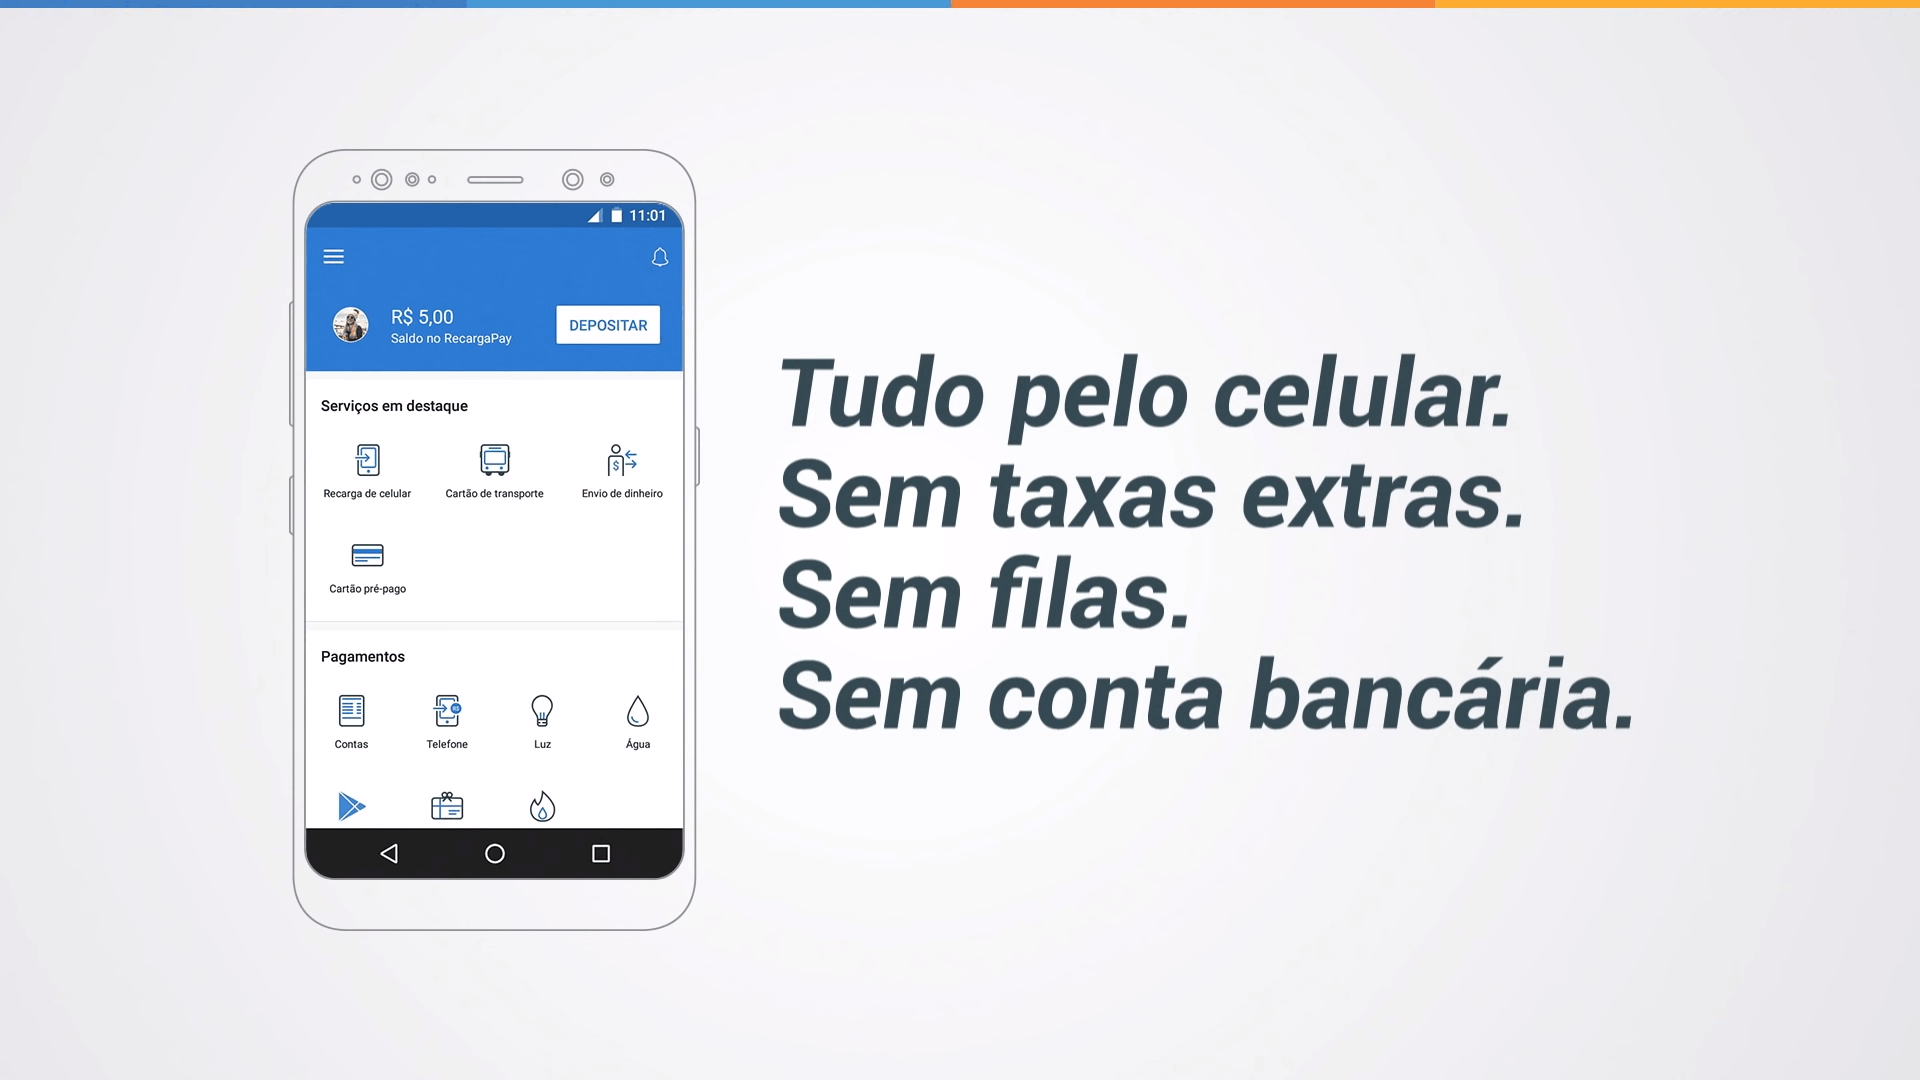 11:01
R$ 5,00
Saldo no RecargaPay
DEPOSITAR
Serviços em destaque
Recarga de celular
Cartão de transporte
Envio de dinheiro
Cartão pré-pago
Pagamentos
Contas
Telefone
Luz
Água
Tudo pelo celular.
Sem taxas extras.
Sem filas.
Sem conta bancária.